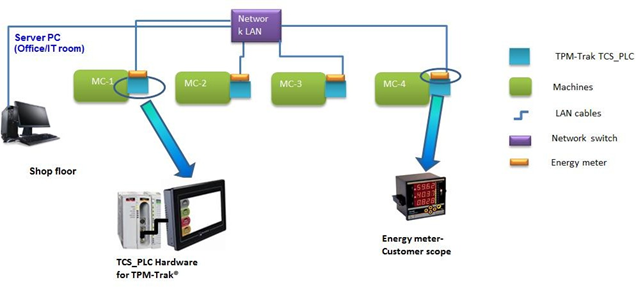 Server PC
(Office/IT room)
Networ
k LAN
MC-1
MC-2
MC-3
MC-4
TPM-Trak TCS_PLC
Machines
LAN cables
Network switch
Energy meter
Shop floor
TCS_PLC Hardware
for TPM-Trak®
Energy meter-
Customer scope